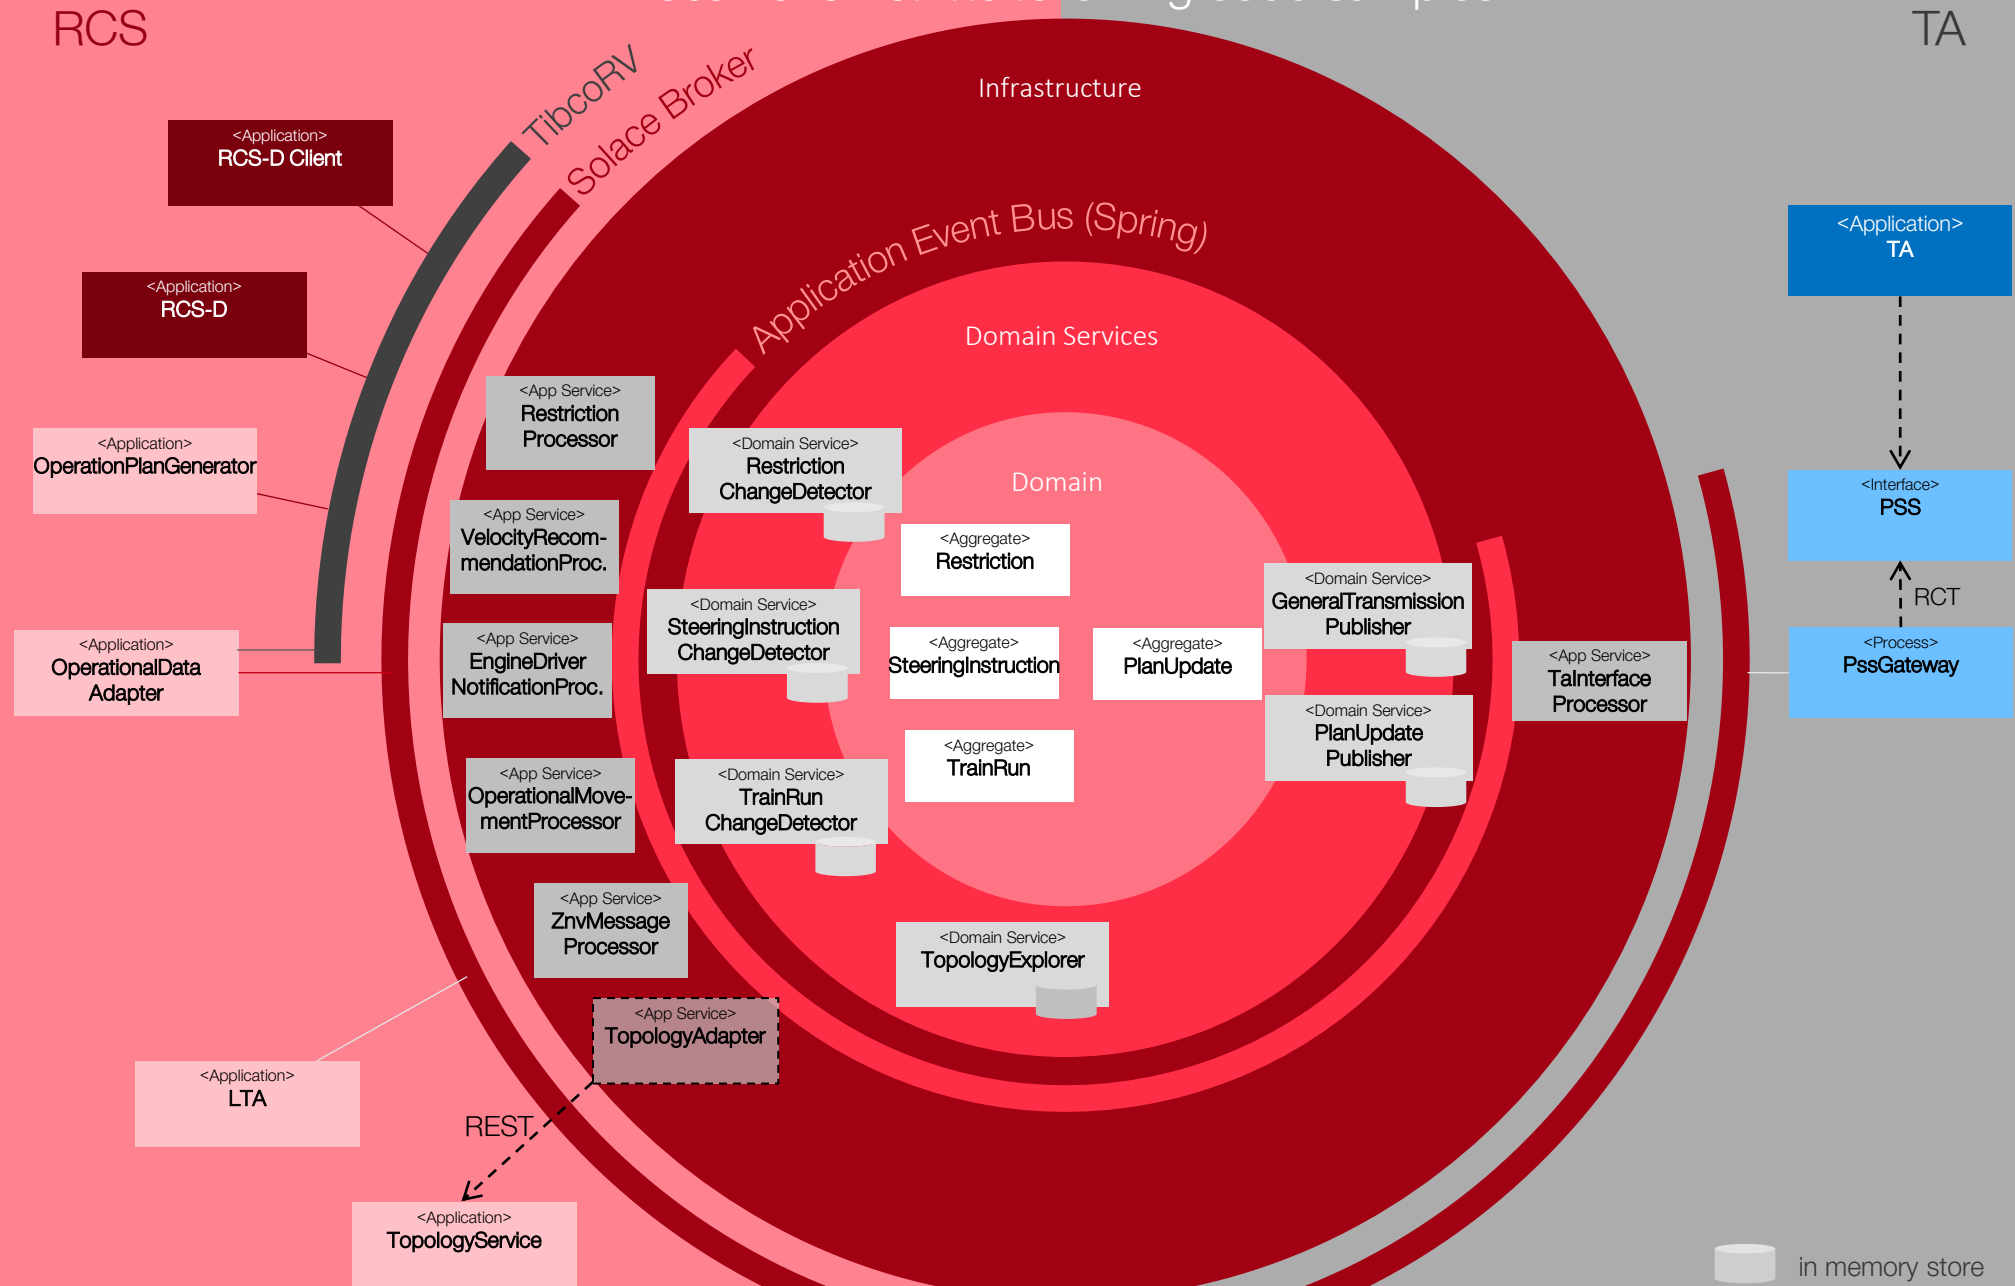 RCS
TA
TibcoRV
Solace Broker
Infrastructure
Application Event Bus (Spring)
Domain Services
Domain
<Application>
RCS-D Client
<Application>
RCS-D
<Application>
OperationPlanGenerator
<Application>
OperationalData
Adapter
<Application>
LTA
REST
<Application>
TopologyService
<App Service>
Restriction
Processor
<App Service>
VelocityRecom-
mendationProc.
<App Service>
EngineDriver
NotificationProc.
<App Service>
OperationalMove-
mentProcessor
<App Service>
ZnvMessage
Processor
<App Service>
TopologyAdapter
<Domain Service>
Restriction
ChangeDetector
<Domain Service>
SteeringInstruction
ChangeDetector
<Domain Service>
TrainRun
ChangeDetector
<Domain Service>
TopologyExplorer
<Aggregate>
Restriction
<Aggregate>
SteeringInstruction
<Aggregate>
PlanUpdate
<Aggregate>
TrainRun
<Domain Service>
GeneralTransmission
Publisher
<Domain Service>
PlanUpdate
Publisher
<App Service>
TaInterface
Processor
<Application>
TA
<Interface>
PSS
RCT
<Process>
PssGateway
in memory store